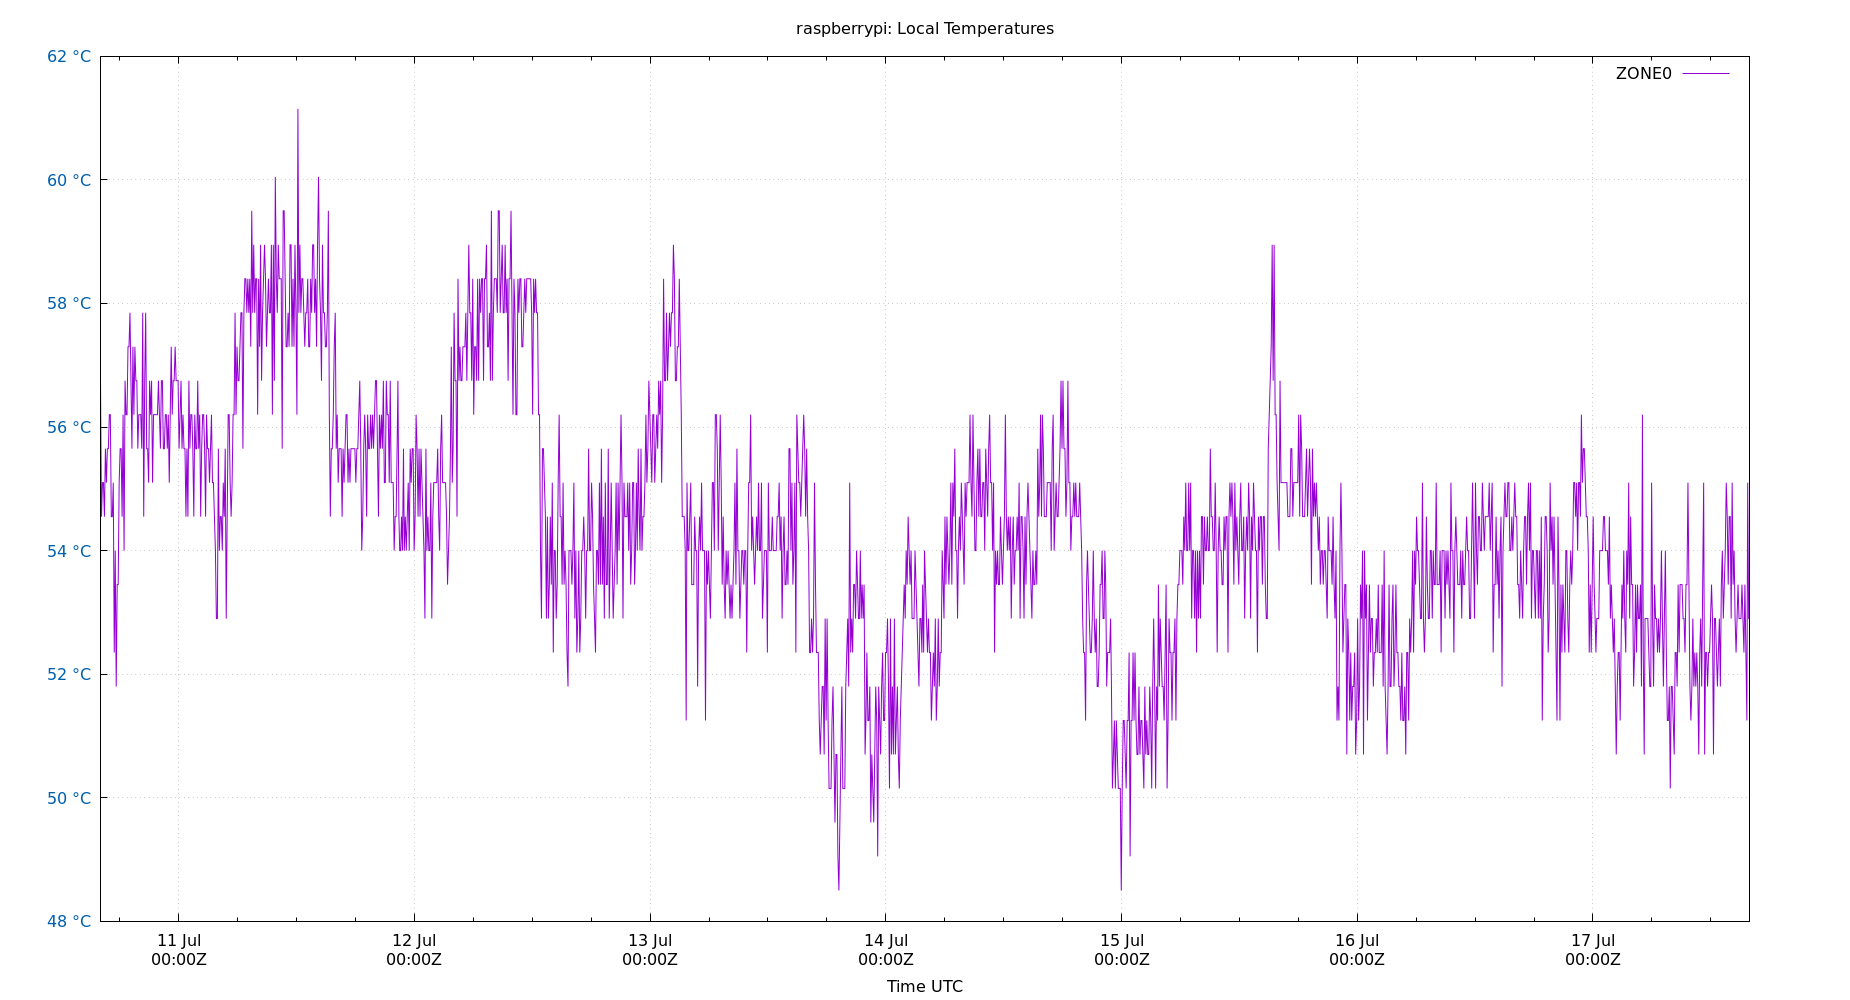 raspberrypi: Local Temperatures
ZONE0
62 °C
60 °C
58 °C
56 °C
54 °C
52 °C
50 °C
48 °C
11 Jul 12 Jul 13 Jul 14 Jul 15 Jul 16 Jul 17 Jul
00:00Z 00:00Z 00:00Z 00:00Z 00:00Z 00:00Z 00:00Z
Time UTC